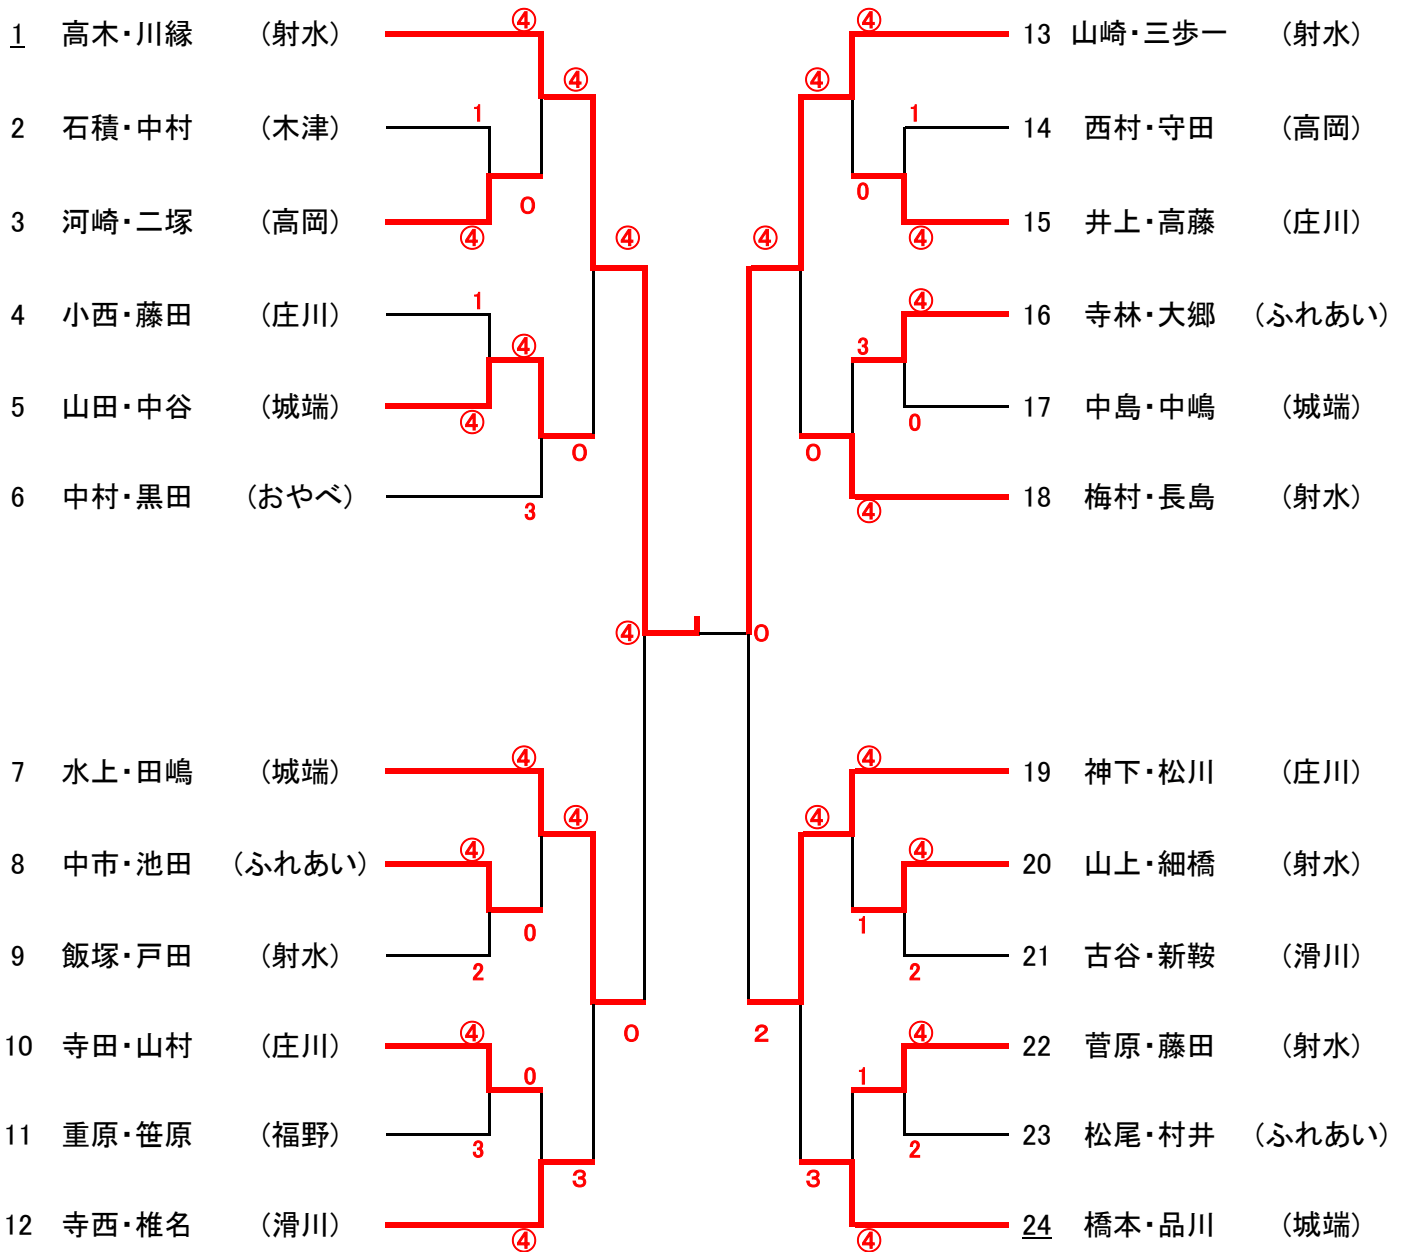 ④ ④
1 高木・川縁 （射水） 13 山崎・三歩一 （射水）
④ ④
1 1
2 石積・中村 （木津） 14 西村・守田 （高岡）
0 0
3 河崎・二塚 （高岡） 15 井上・高藤 （庄川）
④ ④ ④ ④
1 ④
4 小西・藤田 （庄川） 16 寺林・大郷 （ふれあい）
④ 3
5 山田・中谷 （城端） 17 中島・中嶋 （城端）
④ 0
0 0
6 中村・黒田 （おやべ） 18 梅村・長島 （射水）
3 ④
④ 0
④ ④
7 水上・田嶋 （城端） 19 神下・松川 （庄川）
④ ④
④ ④
8 中市・池田 （ふれあい） 20 山上・細橋 （射水）
0 1
9 飯塚・戸田 （射水） 21 古谷・新鞍 （滑川）
2 2
④ 0 2 ④
10 寺田・山村 （庄川） 22 菅原・藤田 （射水）
0 1
11 重原・笹原 （福野） 23 松尾・村井 （ふれあい）
3 2
3 3
12 寺西・椎名 （滑川） 24 橋本・品川 （城端）
④ ④